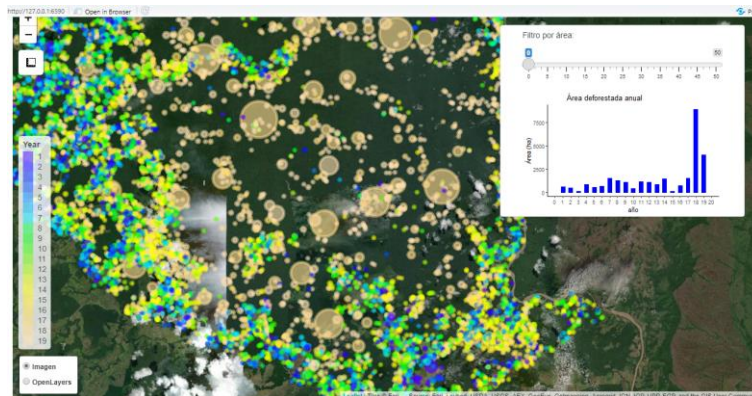 http://127.0.0.1:6390 Open in Browser
+
−
Filtro por área:
0 50
0 5 10 15 20 25 30 35 40 45 50
Área deforestada anual
Área (ha)
7500
5000
2500
0
0 1 2 3 4 5 6 7 8 9 10 11 12 13 14 15 16 17 18 19 20
año
Year
1
2
3
4
5
6
7
8
9
10
11
12
13
14
15
16
17
18
19
Imagen
OpenLayers